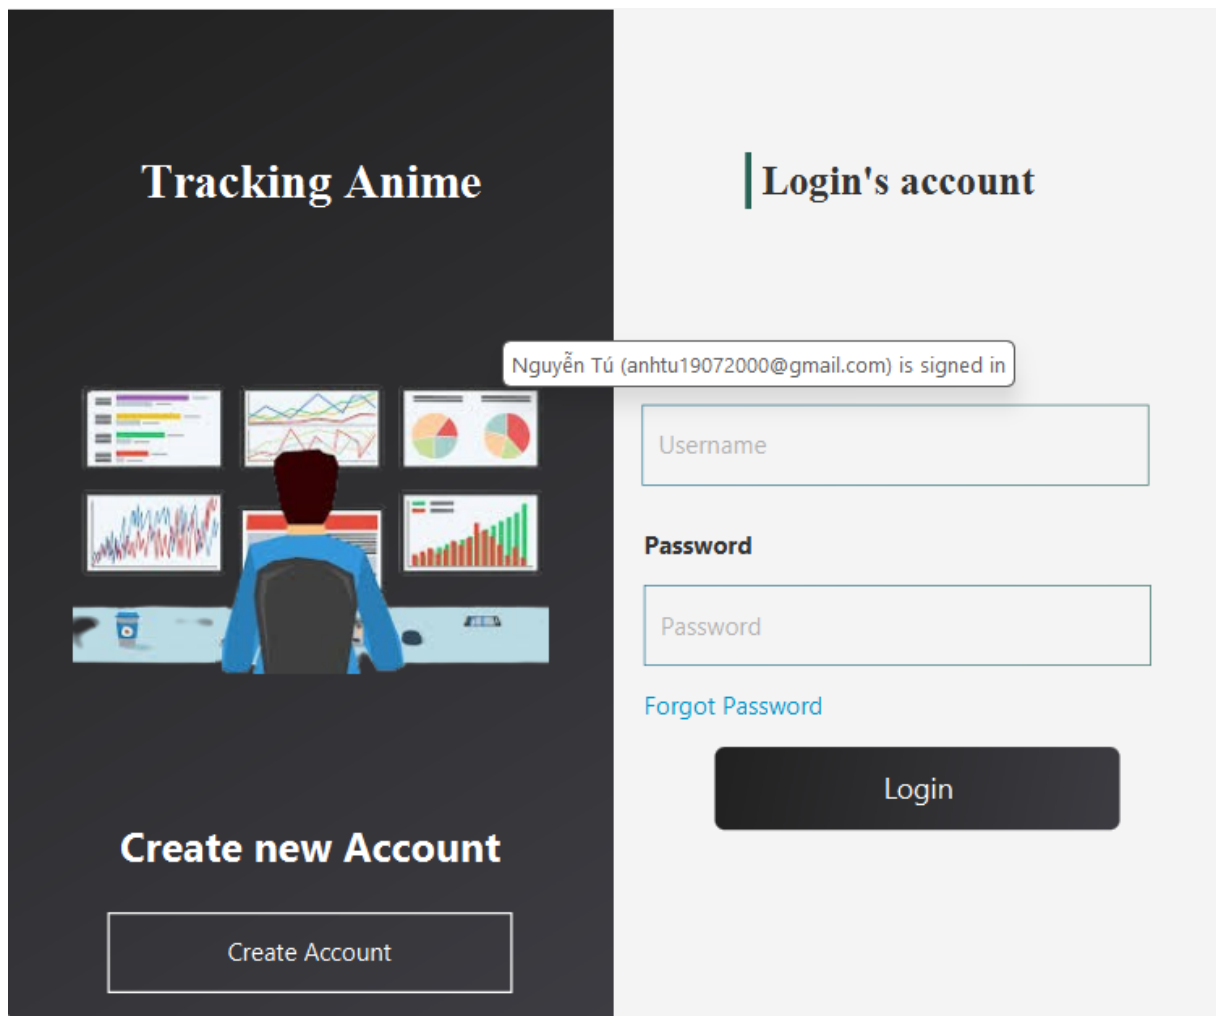 Tracking Anime
Create new Account
Create Account
Login's account
Nguyễn Tú (anhtu19072000@gmail.com) is signed in
Username
Password
Password
Forgot Password
Login